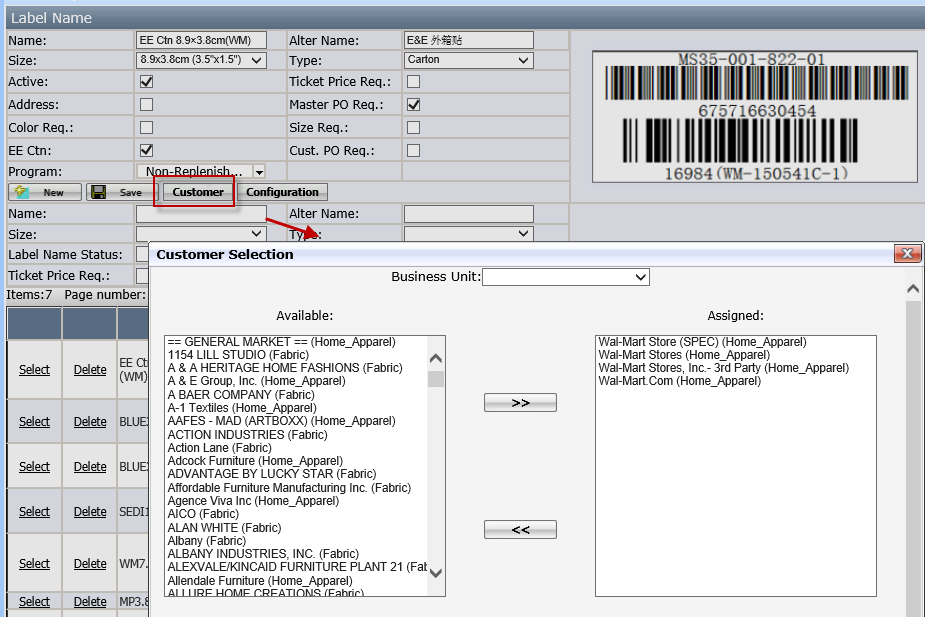 Label Name
Name: EE Ctn 8.9×3.8cm(WM) Alter Name: E&E 外箱贴
Size: 8.9x3.8cm (3.5"x1.5") Type: Carton
Active: Ticket Price Req.:
Address: Master PO Req.:
Color Req.: Size Req.:
EE Ctn: Cust. PO Req.:
Program: Non-Replenish...
MS35-001-822-01
675716630454
16984(WM-150541C-1)
New Save Customer Configuration
Name: Alter Name:
Size: Type:
Label Name Status:
Ticket Price Req.:
Items:7 Page number:
Select Delete EE Ct
(WM)
Select Delete BLUE
Select Delete BLUE
Select Delete SEDI
Select Delete WM7.
Select Delete MP3.8
Customer Selection
Business Unit:
Available:
== GENERAL MARKET == (Home_Apparel)
1154 LILL STUDIO (Fabric)
A & A HERITAGE HOME FASHIONS (Fabric)
A & E Group, Inc. (Home_Apparel)
A BAER COMPANY (Fabric)
A-1 Textiles (Home_Apparel)
AAFES - MAD (ARTBOXX) (Home_Apparel)
ACTION INDUSTRIES (Fabric)
Action Lane (Fabric)
Adcock Furniture (Home_Apparel)
ADVANTAGE BY LUCKY STAR (Fabric)
Affordable Furniture Manufacturing Inc. (Fabric)
Agence Viva Inc (Home_Apparel)
AICO (Fabric)
ALAN WHITE (Fabric)
Albany (Fabric)
ALBANY INDUSTRIES, INC. (Fabric)
ALEXVALE/KINCAID FURNITURE PLANT 21 (Fab
Allendale Furniture (Home_Apparel)
ALLURE HOME CREATIONS (Fabric)
>>
<<
Assigned:
Wal-Mart Store (SPEC) (Home_Apparel)
Wal-Mart Stores (Home_Apparel)
Wal-Mart Stores, Inc.- 3rd Party (Home_Apparel)
Wal-Mart.Com (Home_Apparel)